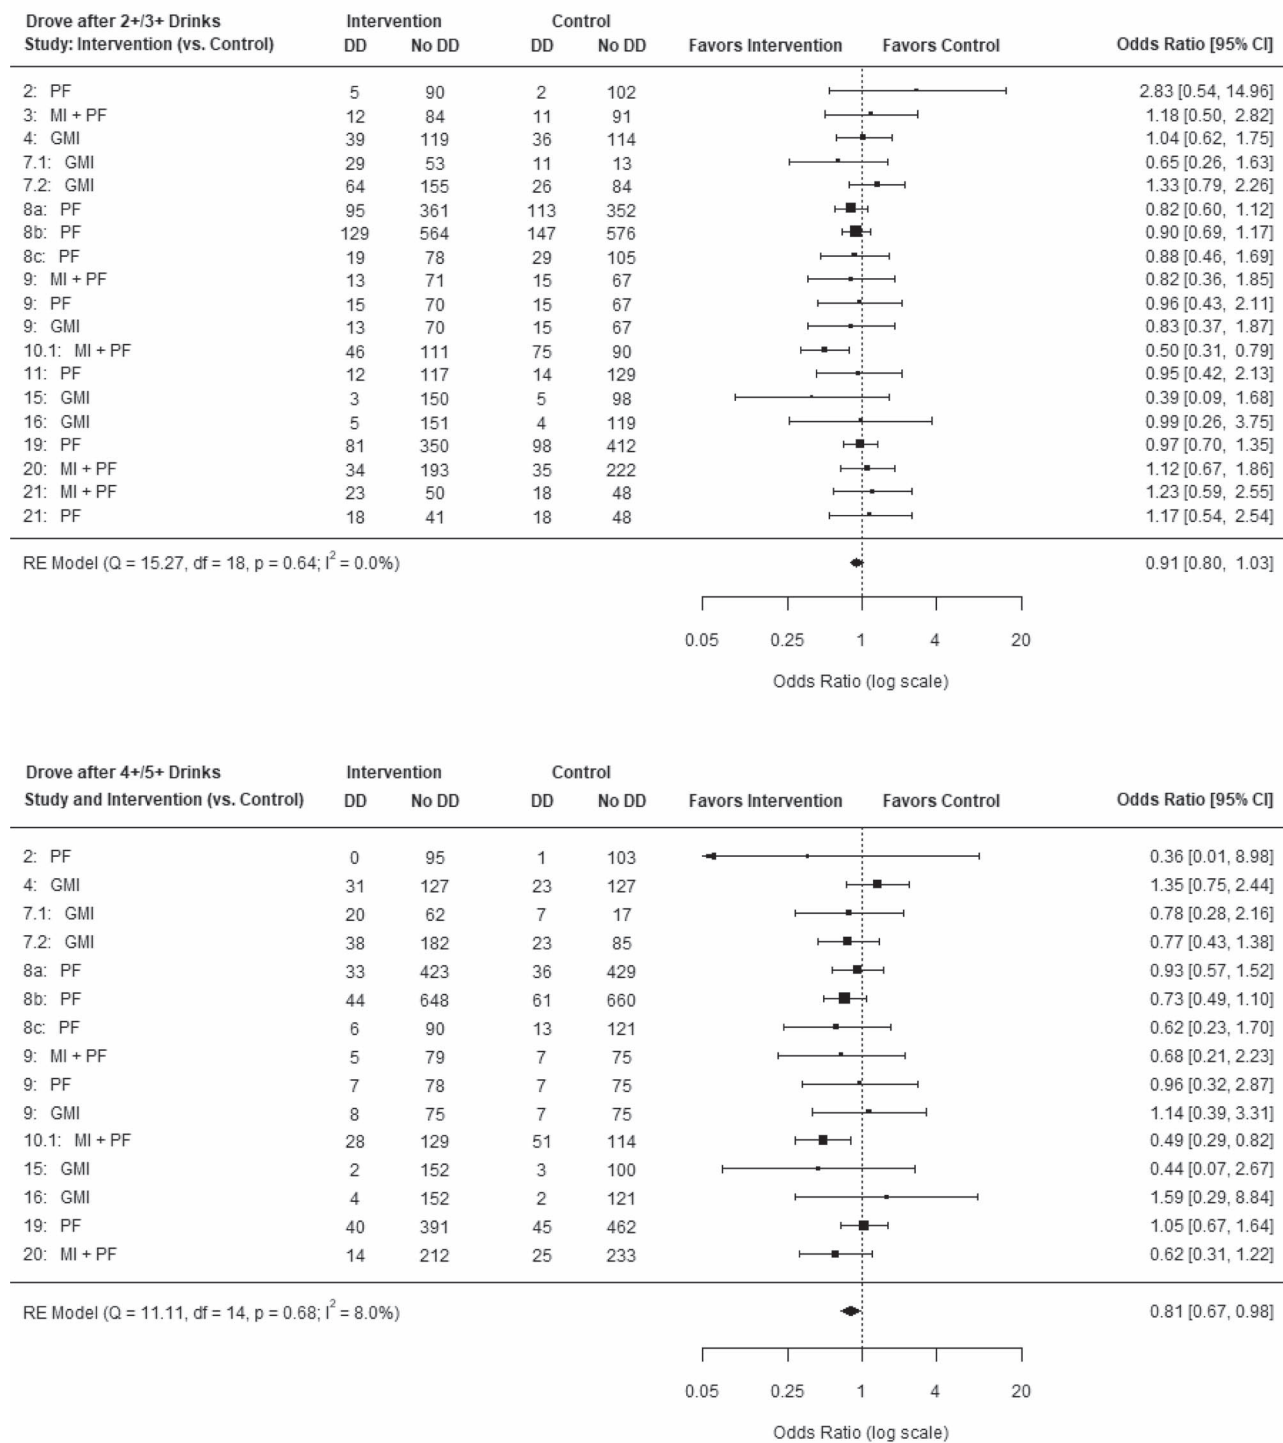 Drove after 2+/3+ Drinks Intervention Control
Study: Intervention (vs. Control) DD No DD DD No DD Favors Intervention Favors Control Odds Ratio [95% CI]
2: PF 5 90 2 102 2.83 [0.54, 14.96]
3: MI + PF 12 84 11 91 1.18 [0.50, 2.82]
4: GMI 39 119 36 114 1.04 [0.62, 1.75]
7.1: GMI 29 53 11 13 0.65 [0.26, 1.63]
7.2: GMI 64 155 26 84 1.33 [0.79, 2.26]
8a: PF 95 361 113 352 0.82 [0.60, 1.12]
8b: PF 129 564 147 576 0.90 [0.69, 1.17]
8c: PF 19 78 29 105 0.88 [0.46, 1.69]
9: MI + PF 13 71 15 67 0.82 [0.36, 1.85]
9: PF 15 70 15 67 0.96 [0.43, 2.11]
9: GMI 13 70 15 67 0.83 [0.37, 1.87]
10.1: MI + PF 46 111 75 90 0.50 [0.31, 0.79]
11: PF 12 117 14 129 0.95 [0.42, 2.13]
15: GMI 3 150 5 98 0.39 [0.09, 1.68]
16: GMI 5 151 4 119 0.99 [0.26, 3.75]
19: PF 81 350 98 412 0.97 [0.70, 1.35]
20: MI + PF 34 193 35 222 1.12 [0.67, 1.86]
21: MI + PF 23 50 18 48 1.23 [0.59, 2.55]
21: PF 18 41 18 48 1.17 [0.54, 2.54]
RE Model (Q = 15.27, df = 18, p = 0.64; I² = 0.0%) 0.91 [0.80, 1.03]
0.05 0.25 1 4 20
Odds Ratio (log scale)
Drove after 4+/5+ Drinks Intervention Control
Study and Intervention (vs. Control) DD No DD DD No DD Favors Intervention Favors Control Odds Ratio [95% CI]
2: PF 0 95 1 103 0.36 [0.01, 8.98]
4: GMI 31 127 23 127 1.35 [0.75, 2.44]
7.1: GMI 20 62 7 17 0.78 [0.28, 2.16]
7.2: GMI 38 182 23 85 0.77 [0.43, 1.38]
8a: PF 33 423 36 429 0.93 [0.57, 1.52]
8b: PF 44 648 61 660 0.73 [0.49, 1.10]
8c: PF 6 90 13 121 0.62 [0.23, 1.70]
9: MI + PF 5 79 7 75 0.68 [0.21, 2.23]
9: PF 7 78 7 75 0.96 [0.32, 2.87]
9: GMI 8 75 7 75 1.14 [0.39, 3.31]
10.1: MI + PF 28 129 51 114 0.49 [0.29, 0.82]
15: GMI 2 152 3 100 0.44 [0.07, 2.67]
16: GMI 4 152 2 121 1.59 [0.29, 8.84]
19: PF 40 391 45 462 1.05 [0.67, 1.64]
20: MI + PF 14 212 25 233 0.62 [0.31, 1.22]
RE Model (Q = 11.11, df = 14, p = 0.68; I² = 8.0%) 0.81 [0.67, 0.98]
0.05 0.25 1 4 20
Odds Ratio (log scale)